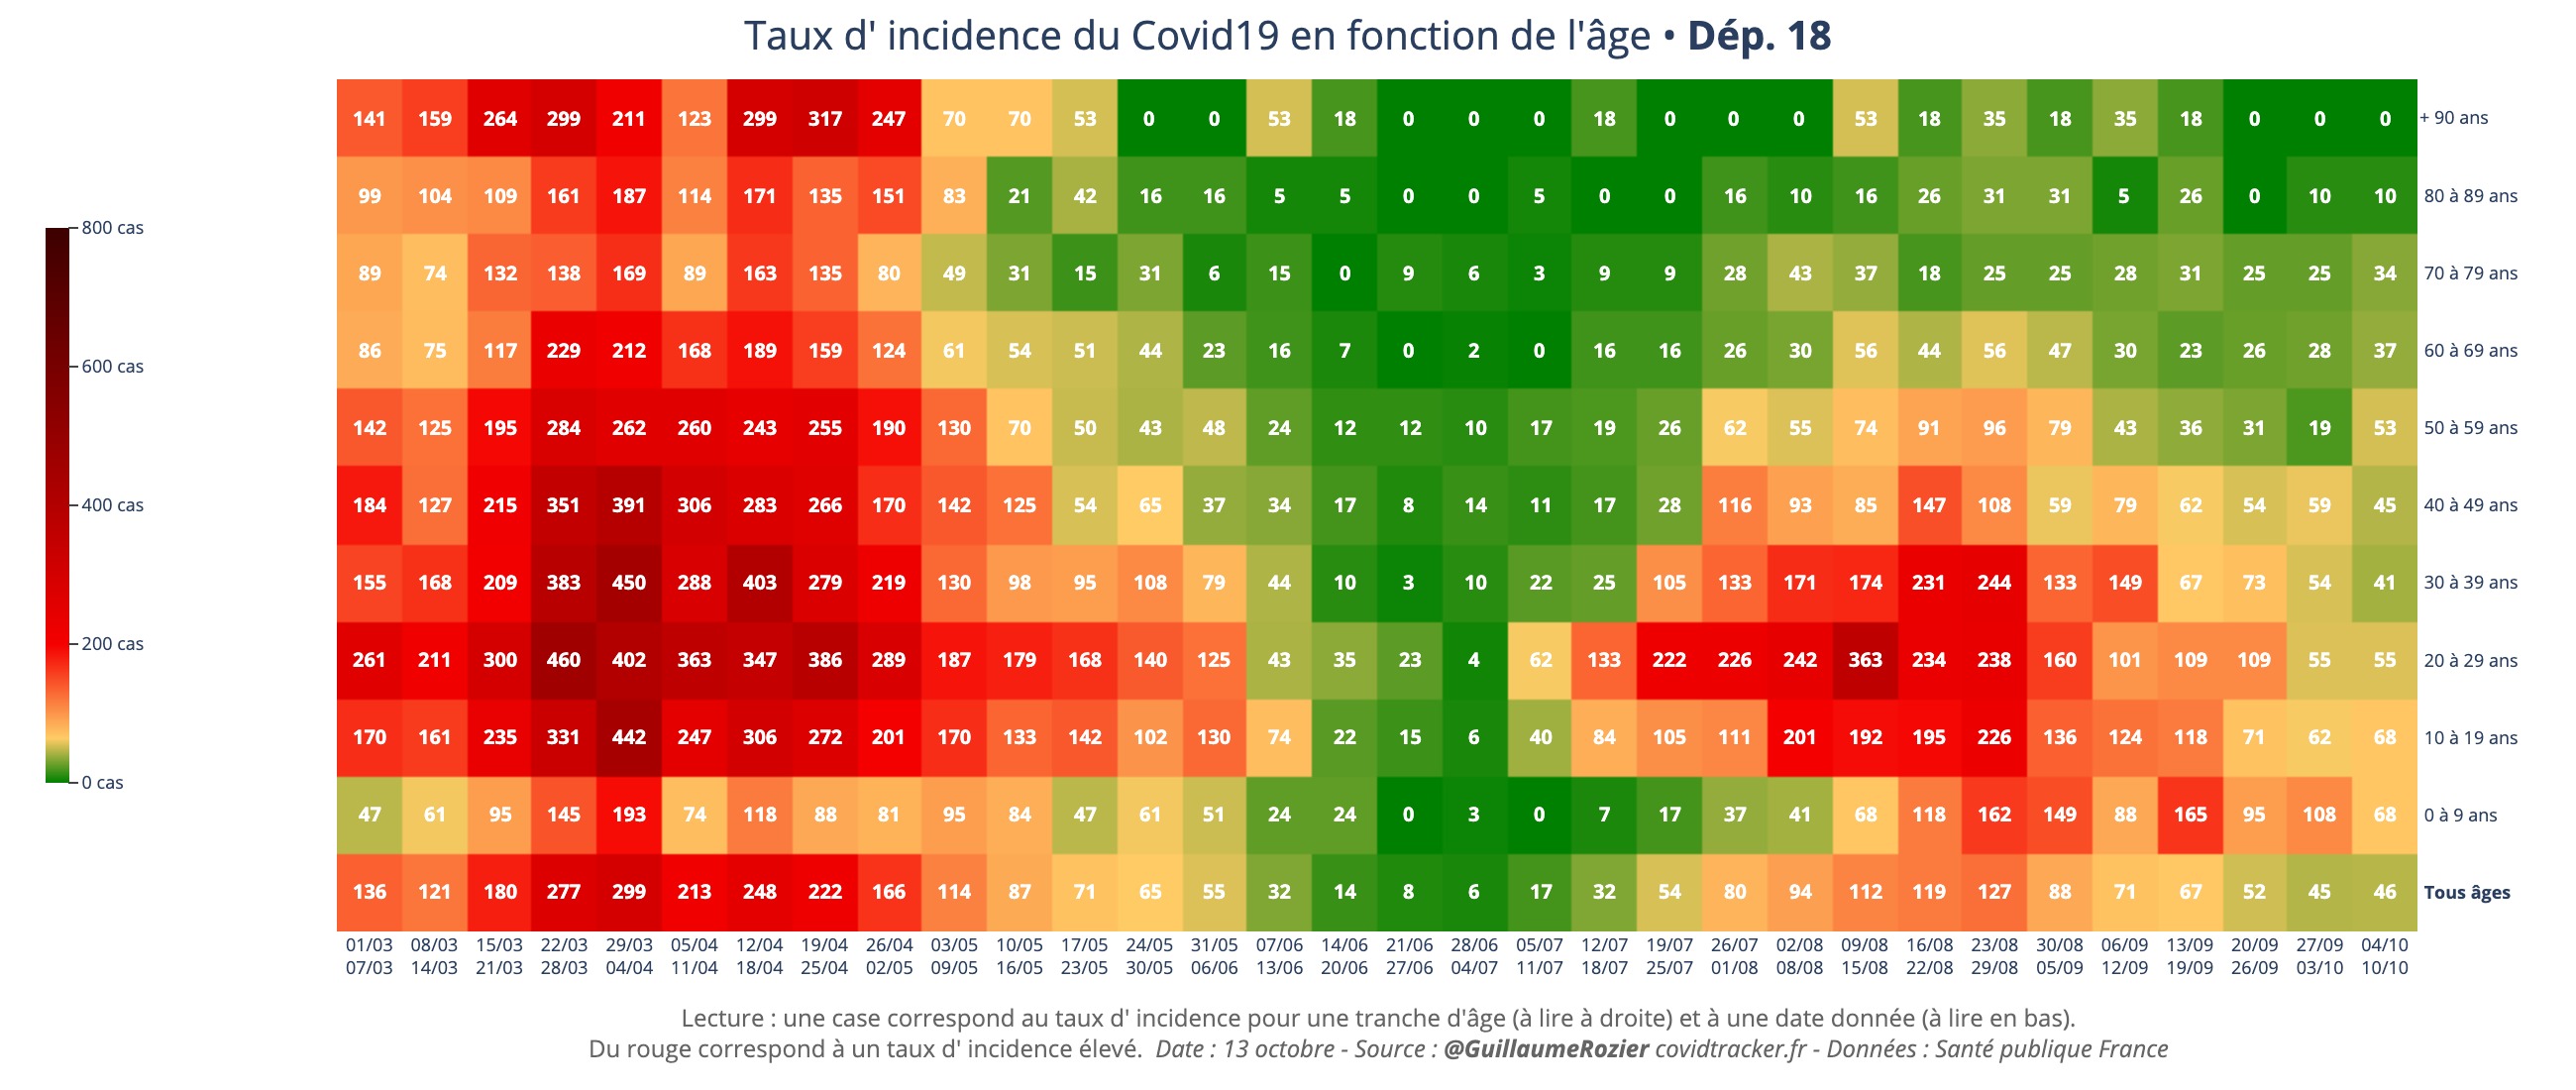 Taux d' incidence du Covid19 en fonction de l'âge • Dép. 18
800 cas
600 cas
400 cas
200 cas
0 cas
141 159 264 299 211 123 299 317 247 70 70 53 0 0 53 18 0 0 0 18 0 0 0 53 18 35 18 35 18 0 0 0 + 90 ans
99 104 109 161 187 114 171 135 151 83 21 42 16 16 5 5 0 0 5 0 0 16 10 16 26 31 31 5 26 0 10 10 80 à 89 ans
89 74 132 138 169 89 163 135 80 49 31 15 31 6 15 0 9 6 3 9 9 28 43 37 18 25 25 28 31 25 25 34 70 à 79 ans
86 75 117 229 212 168 189 159 124 61 54 51 44 23 16 7 0 2 0 16 16 26 30 56 44 56 47 30 23 26 28 37 60 à 69 ans
142 125 195 284 262 260 243 255 190 130 70 50 43 48 24 12 12 10 17 19 26 62 55 74 91 96 79 43 36 31 19 53 50 à 59 ans
184 127 215 351 391 306 283 266 170 142 125 54 65 37 34 17 8 14 11 17 28 116 93 85 147 108 59 79 62 54 59 45 40 à 49 ans
155 168 209 383 450 288 403 279 219 130 98 95 108 79 44 10 3 10 22 25 105 133 171 174 231 244 133 149 67 73 54 41 30 à 39 ans
261 211 300 460 402 363 347 386 289 187 179 168 140 125 43 35 23 4 62 133 222 226 242 363 234 238 160 101 109 109 55 55 20 à 29 ans
170 161 235 331 442 247 306 272 201 170 133 142 102 130 74 22 15 6 40 84 105 111 201 192 195 226 136 124 118 71 62 68 10 à 19 ans
47 61 95 145 193 74 118 88 81 95 84 47 61 51 24 24 0 3 0 7 17 37 41 68 118 162 149 88 165 95 108 68 0 à 9 ans
136 121 180 277 299 213 248 222 166 114 87 71 65 55 32 14 8 6 17 32 54 80 94 112 119 127 88 71 67 52 45 46 Tous âges
01/03 08/03 15/03 22/03 29/03 05/04 12/04 19/04 26/04 03/05 10/05 17/05 24/05 31/05 07/06 14/06 21/06 28/06 05/07 12/07 19/07 26/07 02/08 09/08 16/08 23/08 30/08 06/09 13/09 20/09 27/09 04/10
07/03 14/03 21/03 28/03 04/04 11/04 18/04 25/04 02/05 09/05 16/05 23/05 30/05 06/06 13/06 20/06 27/06 04/07 11/07 18/07 25/07 01/08 08/08 15/08 22/08 29/08 05/09 12/09 19/09 26/09 03/10 10/10
Lecture : une case correspond au taux d' incidence pour une tranche d'âge (à lire à droite) et à une date donnée (à lire en bas).
Du rouge correspond à un taux d' incidence élevé. Date : 13 octobre - Source : @GuillaumeRozier covidtracker.fr - Données : Santé publique France